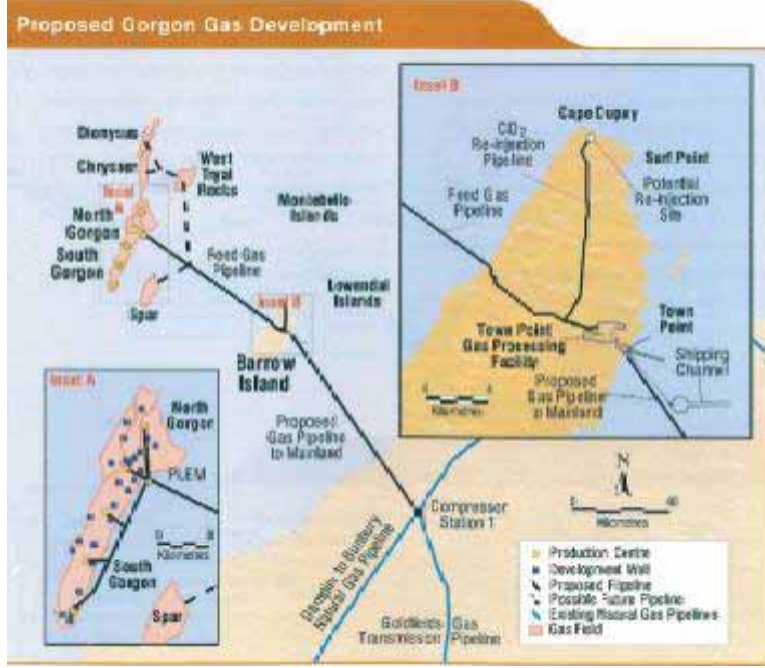 Proposed Gorgon Gas Development
Dionysus
Chrysaor
West
Tryal
Rocks
Inset
A
North
Gorgon
South
Gorgon
Spar
Feed Gas
Pipeline
Montebello
Islands
Lowendal
Islands
Inset B
Barrow
Island
Proposed
Gas Pipeline
to Mainland
Compressor
Station 1
Dampier to Bunbury
Natural Gas Pipeline
Goldfields Gas
Transmission Pipeline
Inset B
Cape Dupuy
CO2
Re-injection
Pipeline
Surf Point
Potential
Re-injection
Site
Feed Gas
Pipeline
Town Point
Gas Processing
Facility
Town
Point
Shipping
Channel
Proposed
Gas Pipeline
to Mainland
Kilometres
Inset A
North
Gorgon
PLEM
Kilometres
South
Gorgon
Spar
N
0 40
Kilometres
Production Centre
Development Well
Proposed Pipeline
Possible Future Pipeline
Existing Natural Gas Pipelines
Gas Field